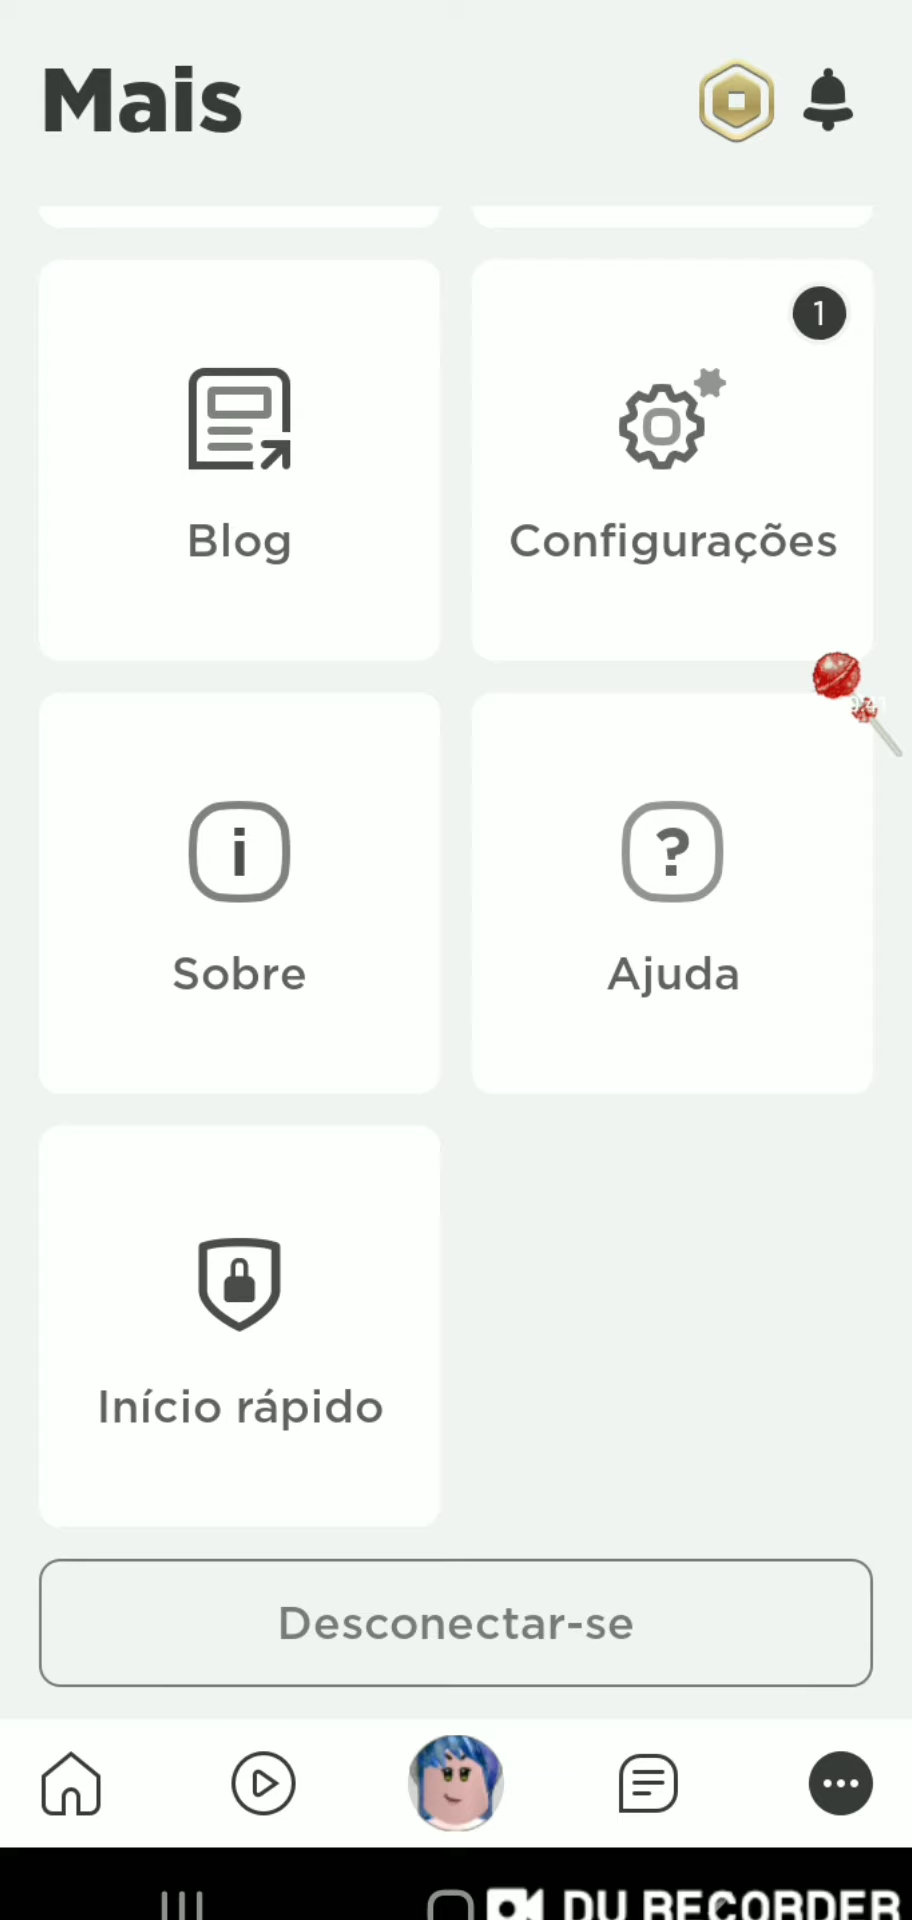 Mais
1
Blog
Configurações
Sobre
Ajuda
Início rápido
Desconectar-se
DU RECORDER